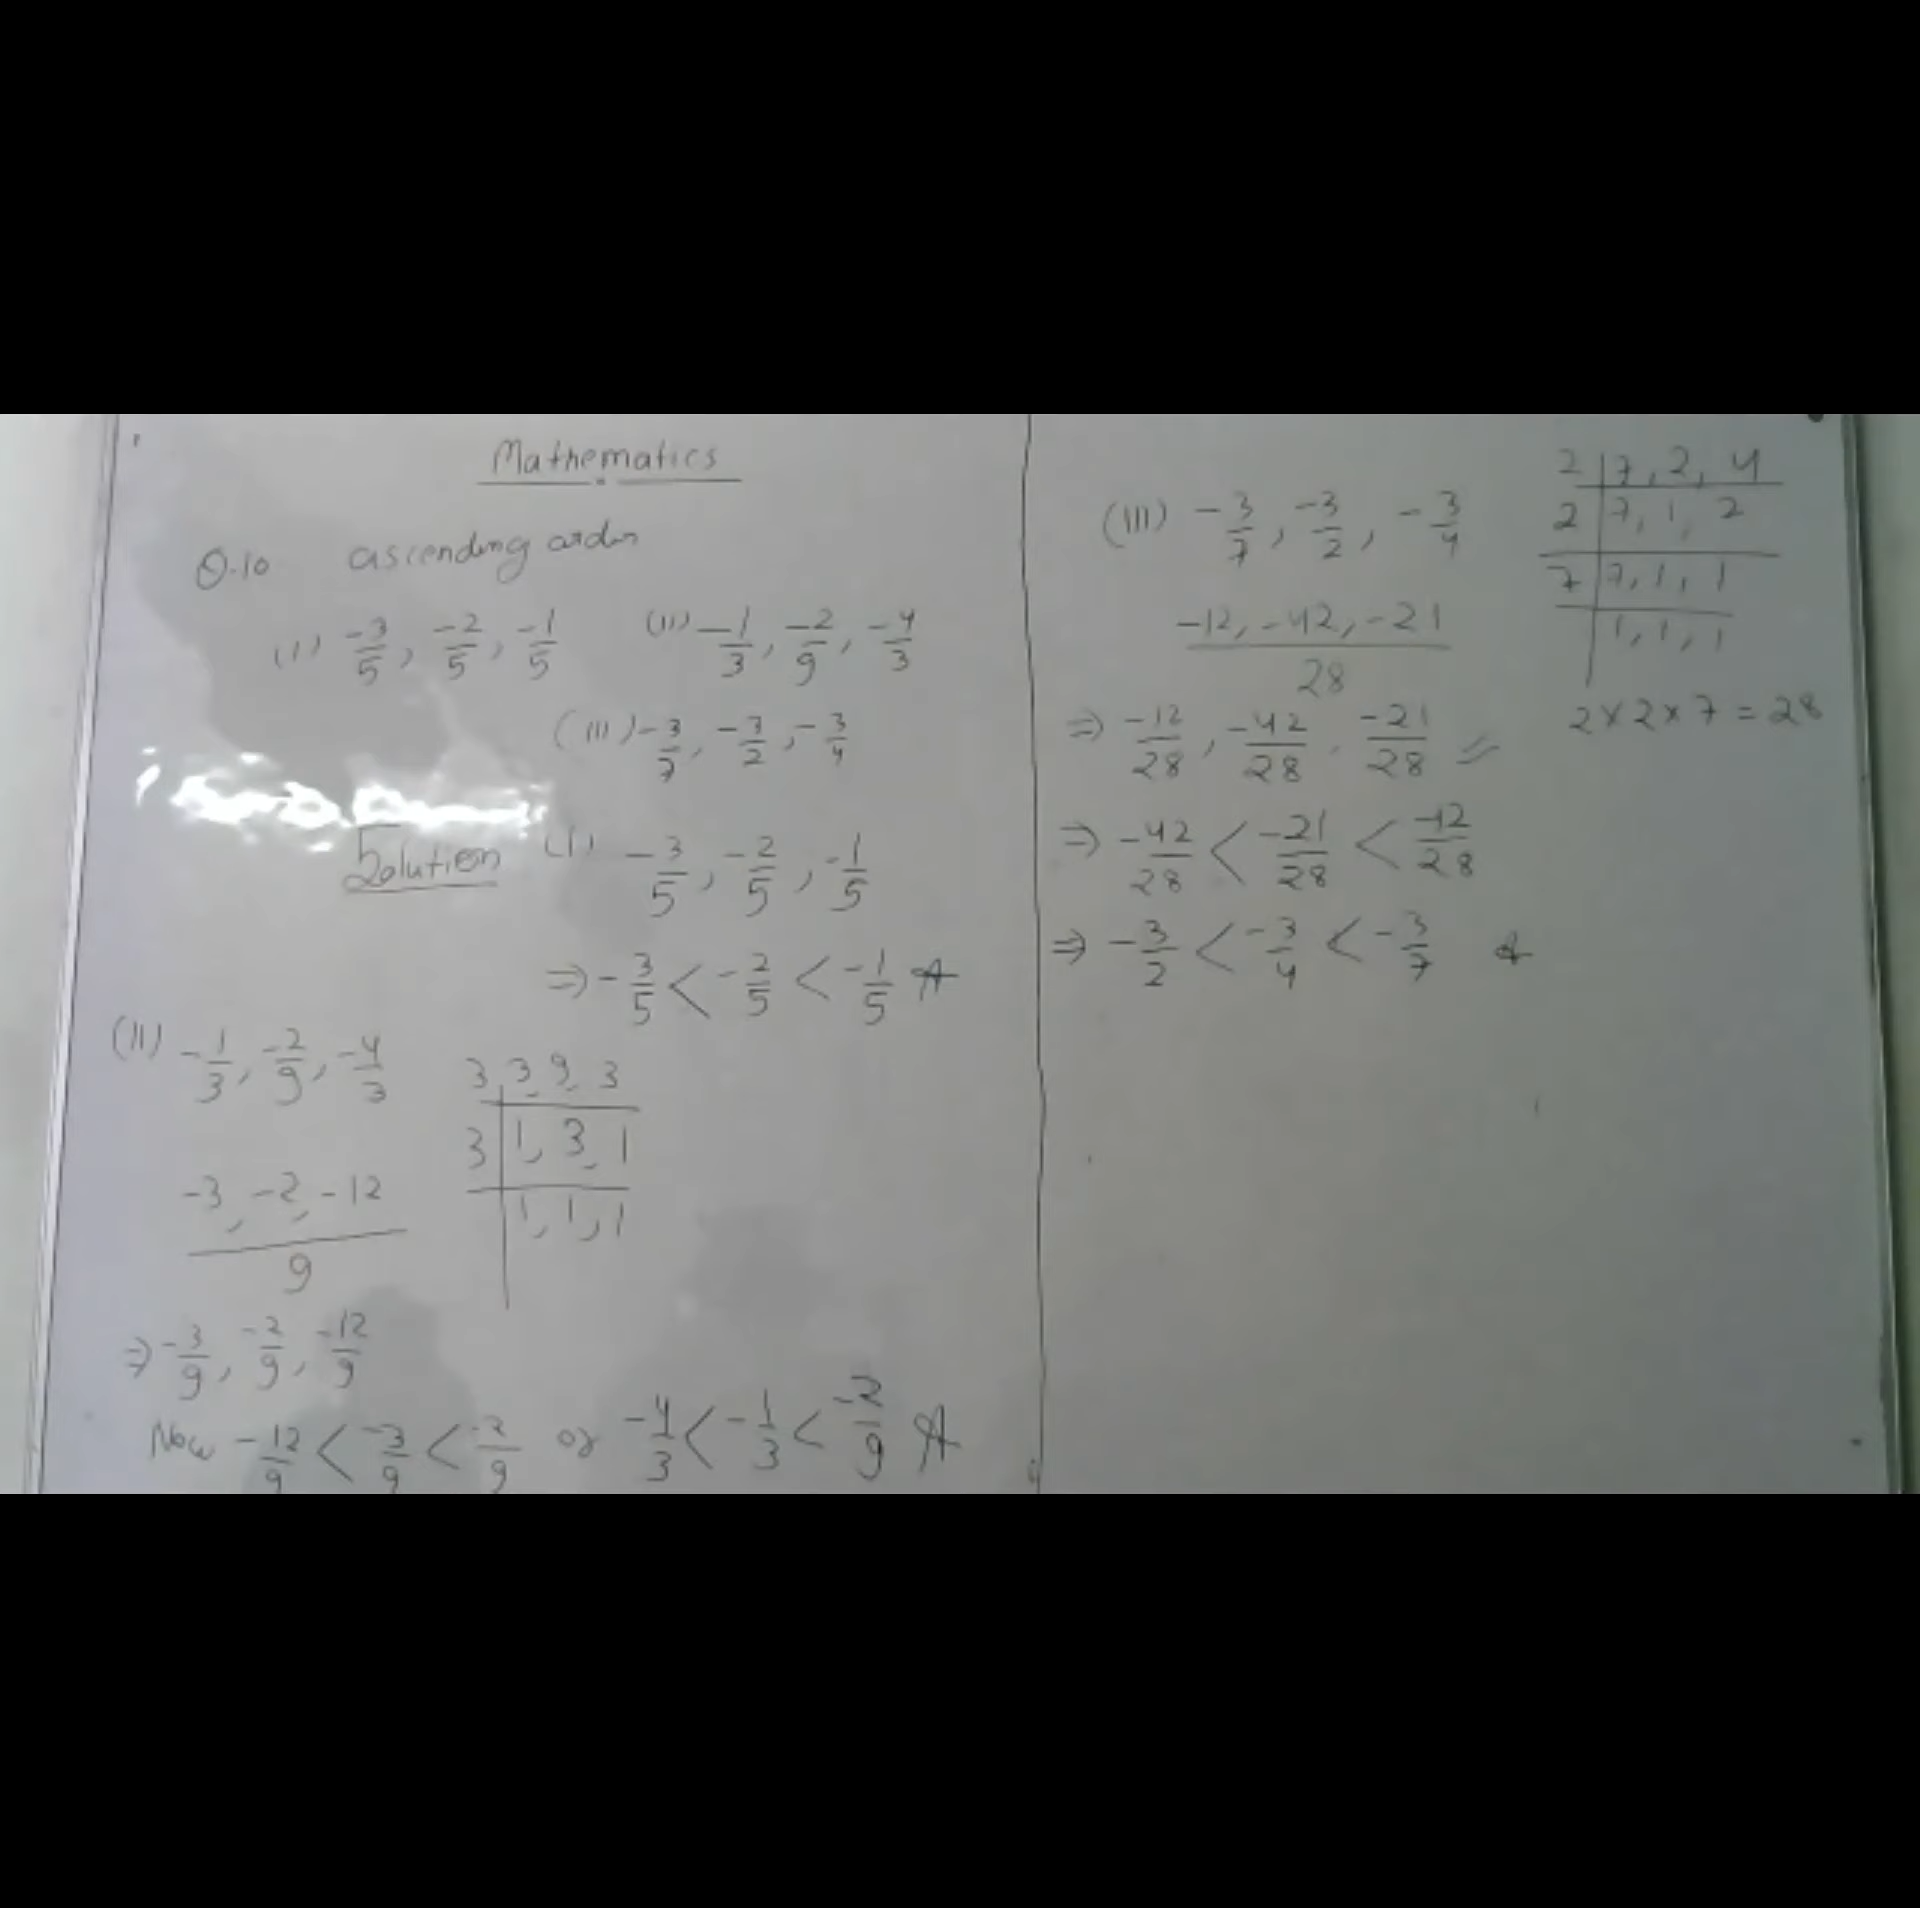 Mathematics
Q.10 ascending order
(i) -3/5, -2/5, -1/5 (ii) -1/3, -2/9, -4/3
(iii) -3/7, -3/2, -3/4
Solution (i) -3/5, -2/5, -1/5
⇒ -3/5 < -2/5 < -1/5 A
(ii) -1/3, -2/9, -4/3
3 3, 9, 3
3 | 1, 3, 1
1, 1, 1
-3, -2, -12
9
⇒ -3/9, -2/9, -12/9
Now -12/9 < -3/9 < -2/9 or -4/3 < -1/3 < -2/9 A
(iii) -3/7, -3/2, -3/4
2 | 7, 2, 4
2 | 7, 1, 2
7 | 7, 1, 1
1, 1, 1
2 × 2 × 7 = 28
-12, -42, -21
28
⇒ -12/28, -42/28, -21/28
⇒ -42/28 < -21/28 < -12/28
⇒ -3/2 < -3/4 < -3/7 A